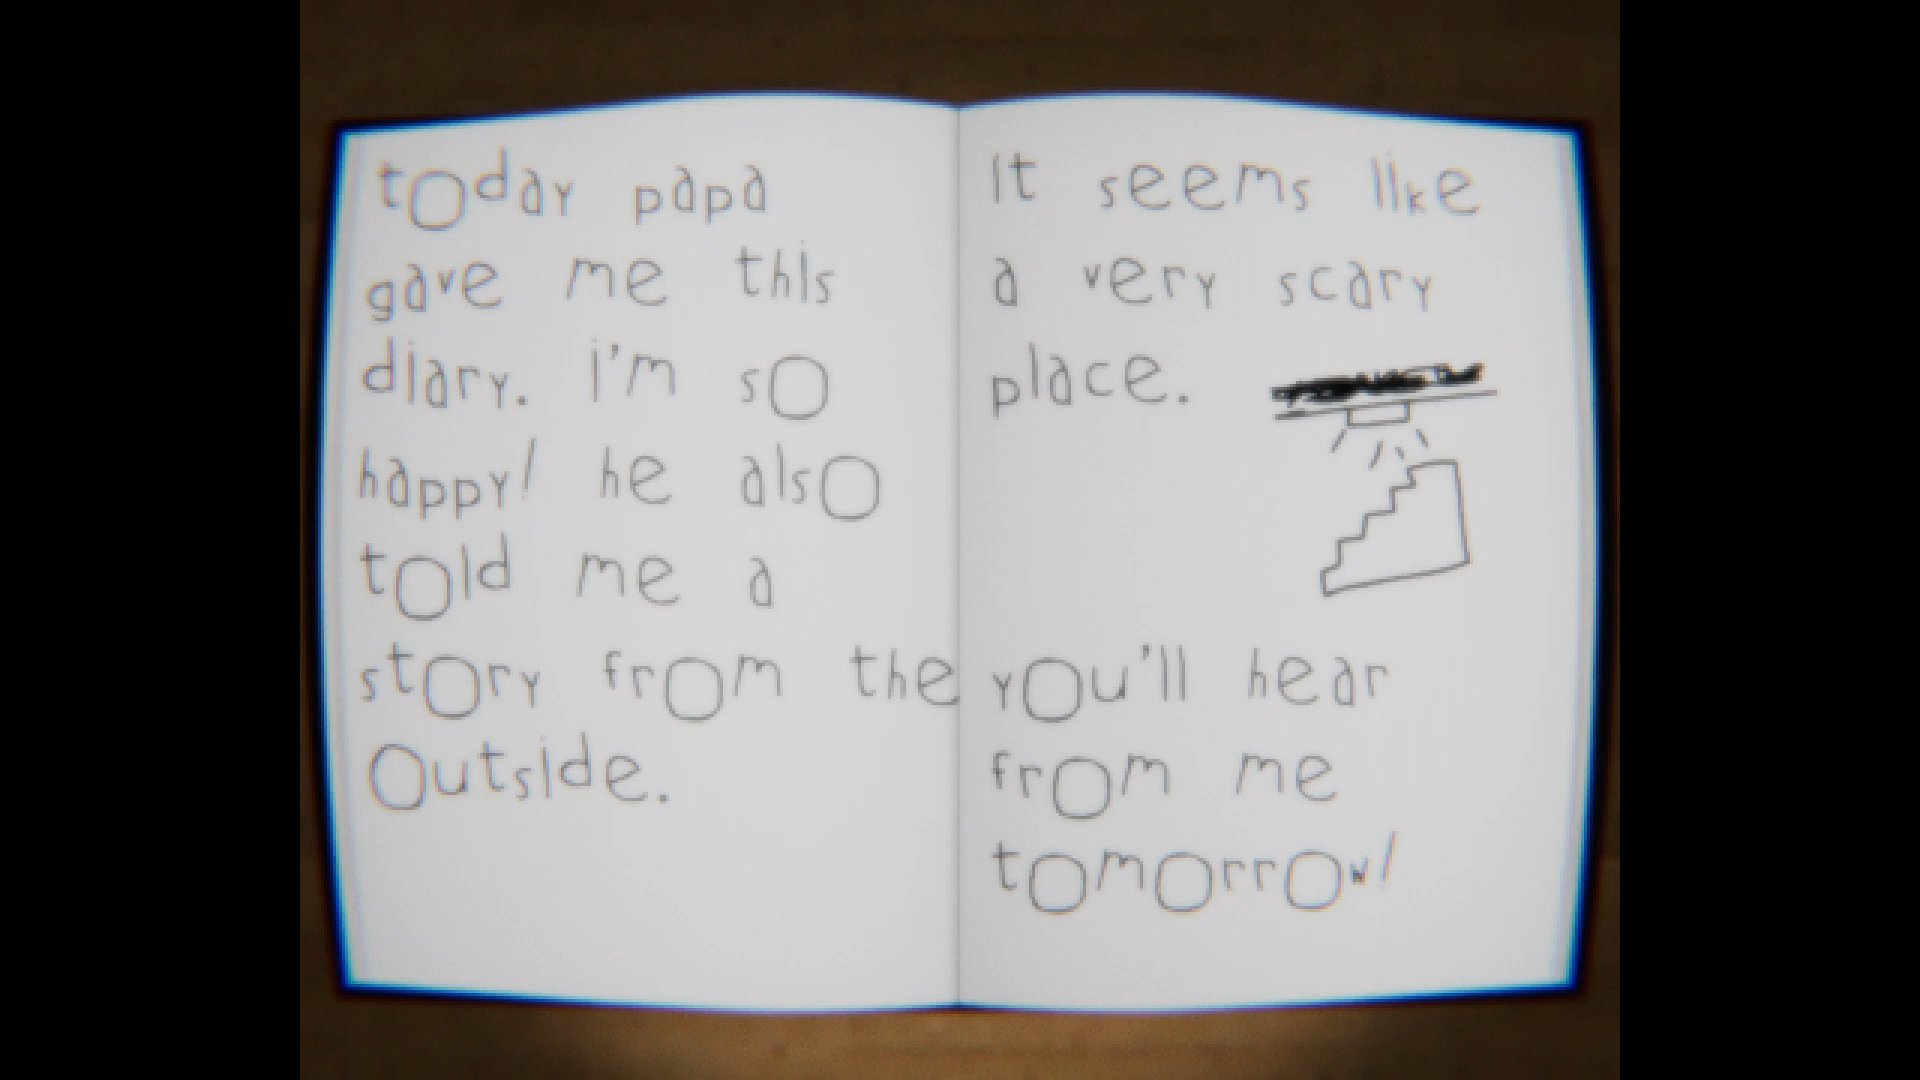 today papa
gave me this
diary. i'm so
happy! he also
told me a
story from the
Outside.
It seems like
a very scary
place.
you'll hear
from me
tomorrow!